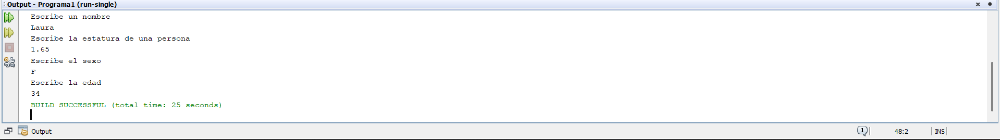 Output - Programa1 (run-single)
Escribe un nombre
Laura
Escribe la estatura de una persona
1.65
Escribe el sexo
F
Escribe la edad
34
BUILD SUCCESSFUL (total time: 25 seconds)
Output
1
48:2
INS